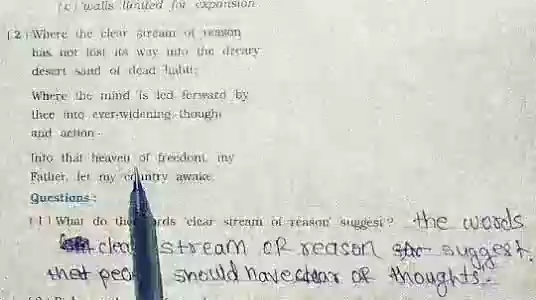 (c) walls limited for expansion
(2) Where the clear stream of reason
has not lost its way into the dreary
desert sand of dead habit;
Where the mind is led forward by
thee into ever-widening thought
and action-
Into that heaven of freedom, my
Father, let my country awake.
Questions:
(1) What do the words 'clear stream of reason' suggest? the words
clear stream of reason suggest.
that peo should have clear of thoughts.